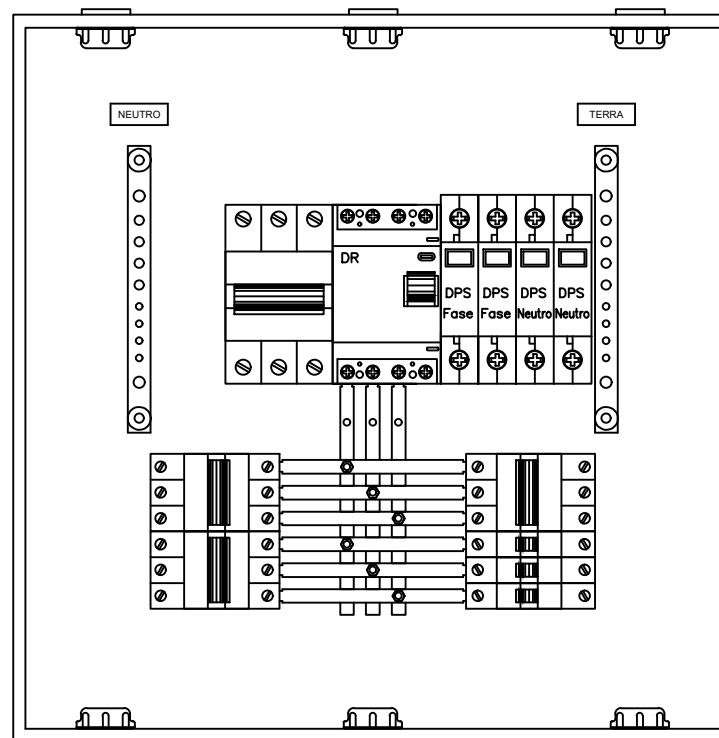 NEUTRO
TERRA
DR
DPS
Fase
DPS
Fase
DPS
Neutro
DPS
Neutro